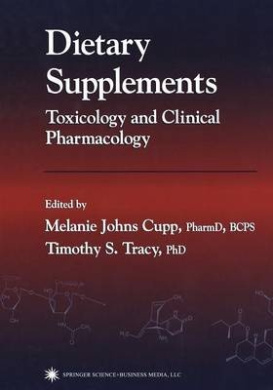 Dietary
Supplements
Toxicology and Clinical
Pharmacology
Edited by
Melanie Johns Cupp, PharmD, BCPS
Timothy S. Tracy, PhD
SPRINGER SCIENCE+BUSINESS MEDIA, LLC